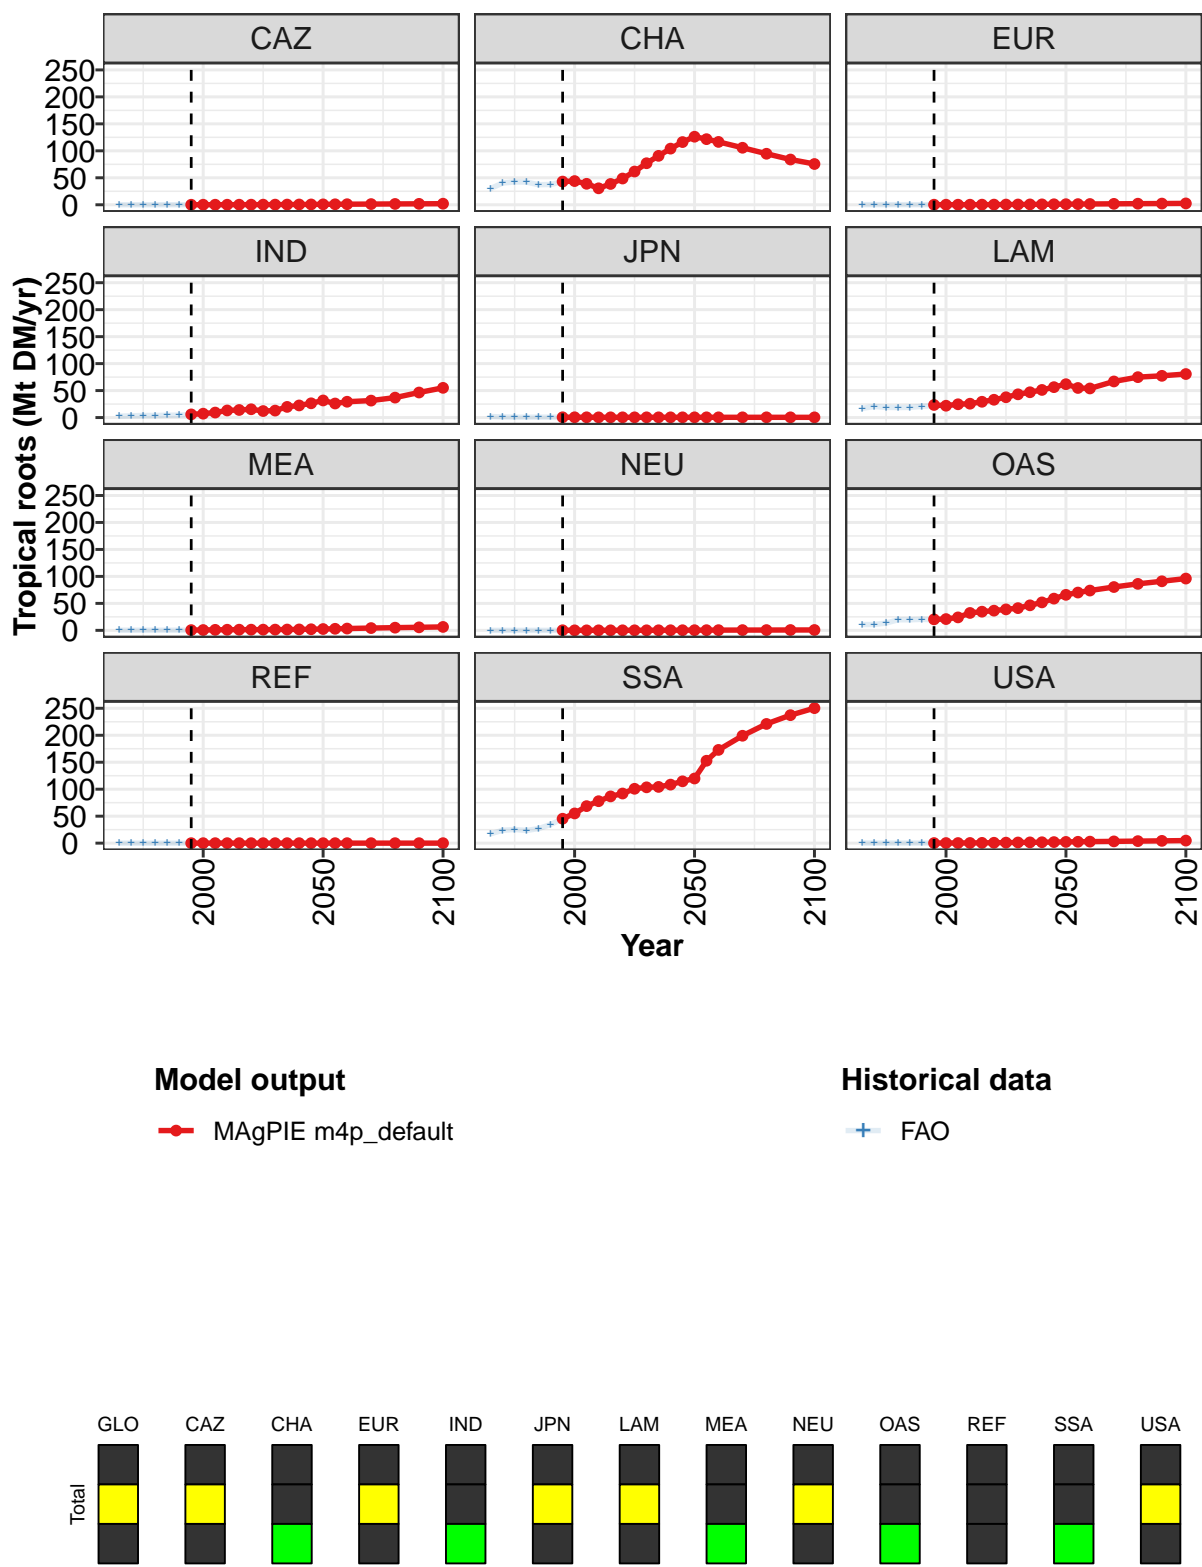 CAZ CHA EUR
250
200
150
100
50
0
IND JPN LAM
250
200
150
100
50
0
MEA NEU OAS
250
200
150
100
50
0
REF SSA USA
250
200
150
100
50
0
Tropical roots (Mt DM/yr)
2000 2050 2100 2000 2050 2100 2000 2050 2100
Year
Model output Historical data
MAgPIE m4p_default FAO
GLO CAZ CHA EUR IND JPN LAM MEA NEU OAS REF SSA USA
Total